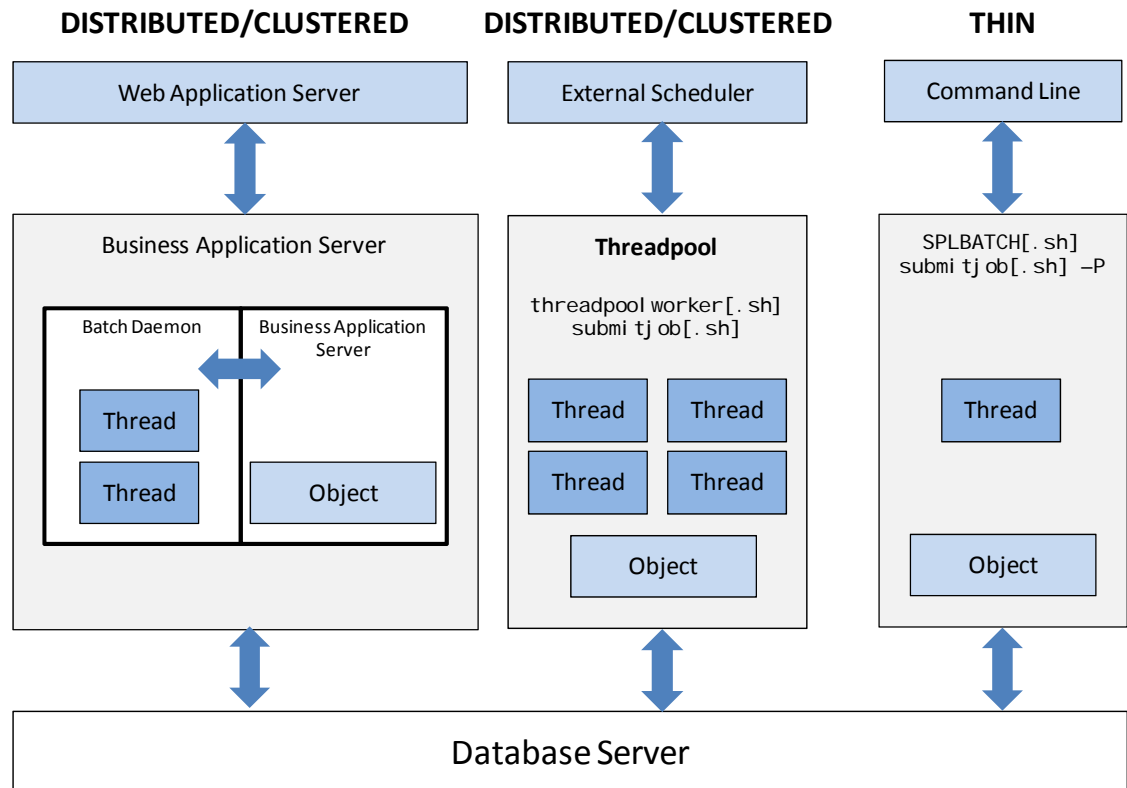 DISTRIBUTED/CLUSTERED
DISTRIBUTED/CLUSTERED
THIN
Web Application Server
External Scheduler
Command Line
Business Application Server
Batch Daemon
Business Application
Server
Thread
Thread
Object
Threadpool
threadpoolworker[.sh]
submitjob[.sh]
Thread
Thread
Thread
Thread
Object
SPLBATCH[.sh]
submitjob[.sh] –P
Thread
Object
Database Server